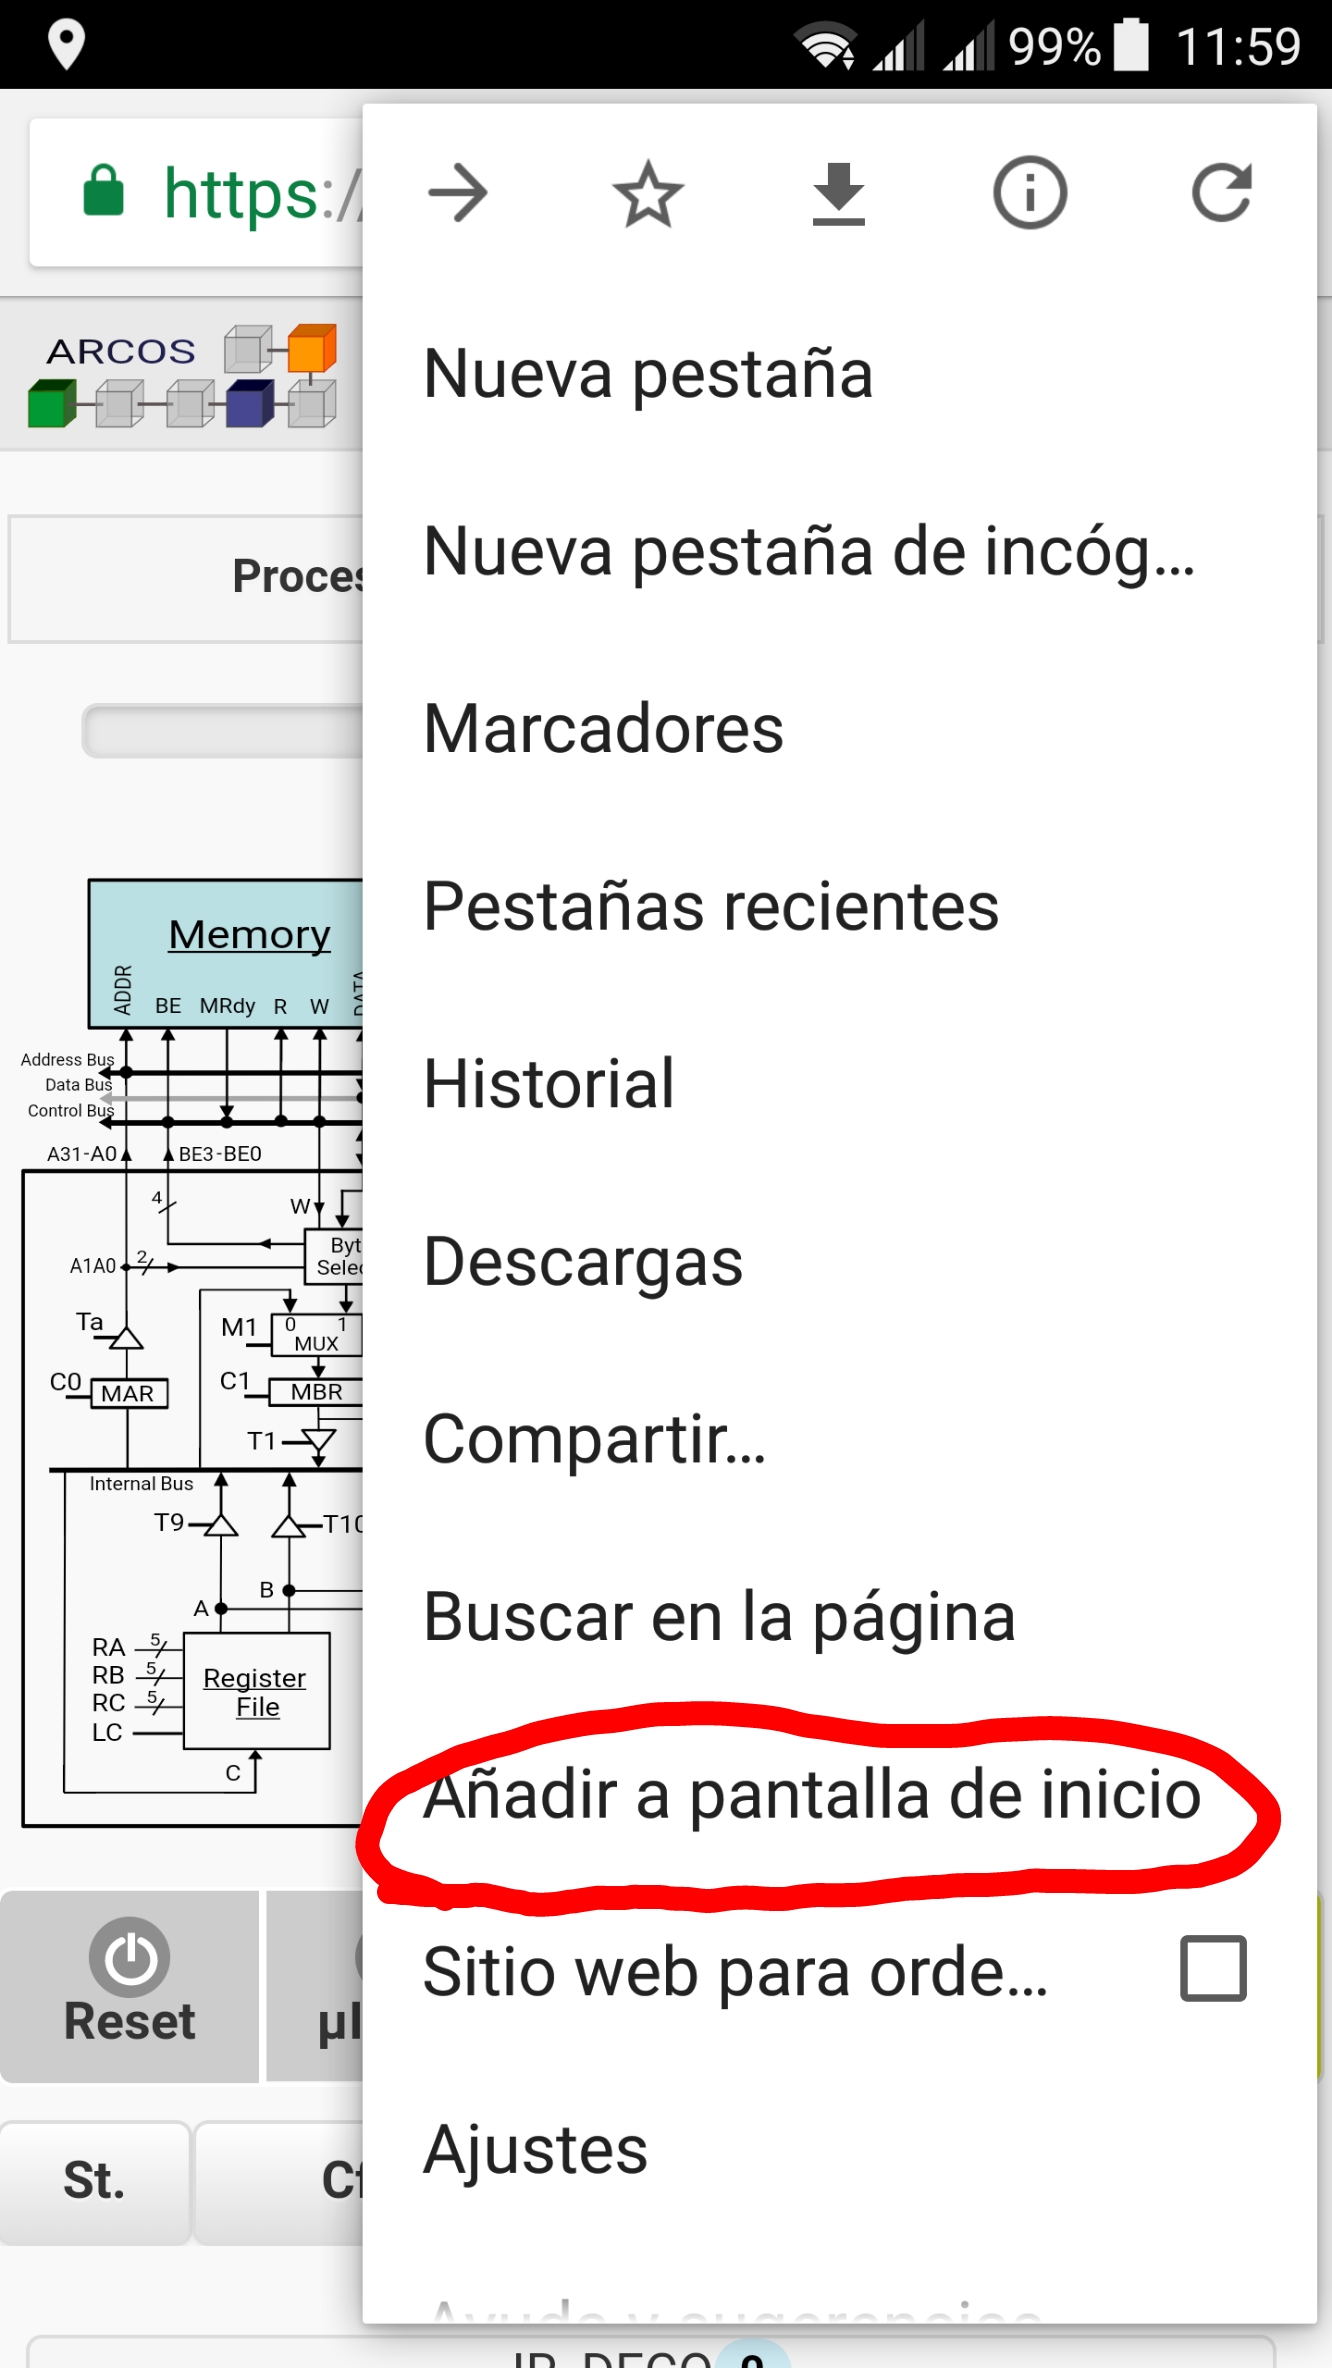 99% 11:59
https://
ARCOS
Nueva pestaña
Nueva pestaña de incóg...
Marcadores
Pestañas recientes
Historial
Descargas
Compartir...
Buscar en la página
Añadir a pantalla de inicio
Sitio web para orde...
Ajustes
Ayuda y sugerencias
Proces
Memory
ADDR BE MRdy R W DATA
Address Bus
Data Bus
Control Bus
A31-A0 BE3-BE0
4 W
Byt
Selec
A1A0 2
Ta M1 0 1
MUX
C0 MAR C1 MBR
T1
Internal Bus
T9 T10
B
A
RA 5
RB 5
RC 5
LC
Register
File
C
Reset µI
St. Cf
IR_DECO 0